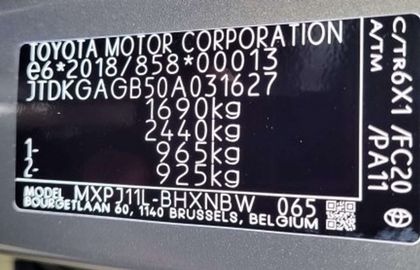 TOYOTA MOTOR CORPORATION
e6*2018/858*00013
JTDKGAGB50A031627
1690kg
2440kg
1- 965kg
2- 925kg
MODEL MXPJ11L-BHXNBW 065
BOURGETLAAN 60, 1140 BRUSSELS, BELGIUM
C/TR6X1 /FC20
A/TM /PA11